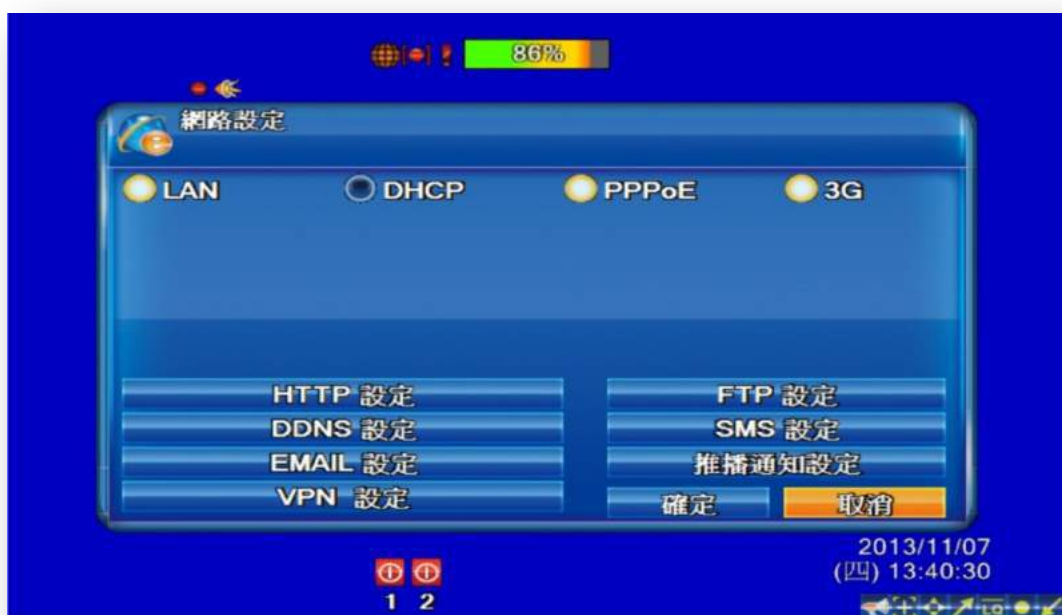 86%
網路設定
LAN DHCP PPPoE 3G
HTTP 設定 FTP 設定
DDNS 設定 SMS 設定
EMAIL 設定 推播通知設定
VPN 設定 確定 取消
2013/11/07
(四) 13:40:30
1 2